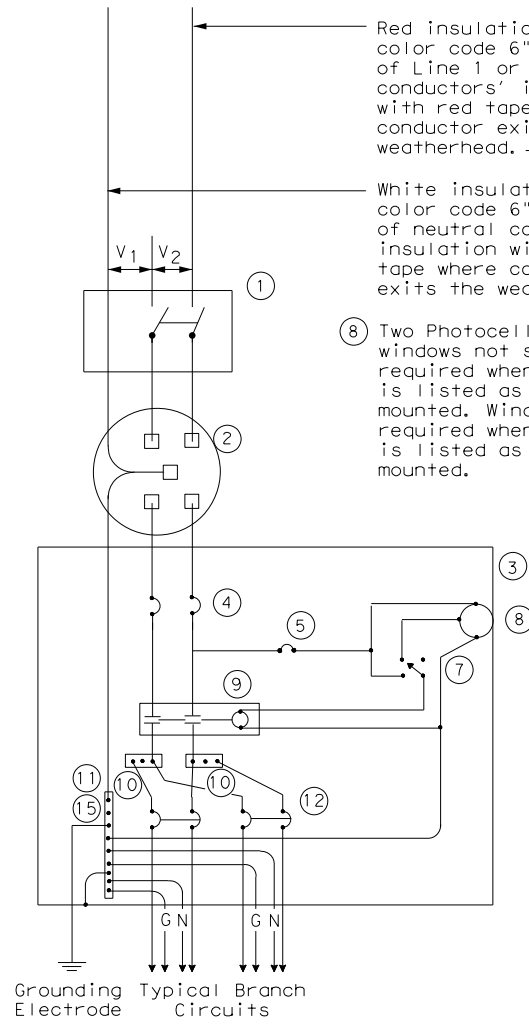 Red insulatio
color code 6"
of Line 1 or
conductors' i
with red tape
conductor exi
weatherhead.
White insulat
color code 6"
of neutral co
insulation wi
tape where co
exits the wea
V1 V2
1
8 Two Photocell
windows not s
required when
is listed as
mounted. Wind
required when
is listed as
mounted.
2
3
4
8
5
7
9
11
10 10
12
15
G N G N
Grounding Typical Branch
Electrode Circuits